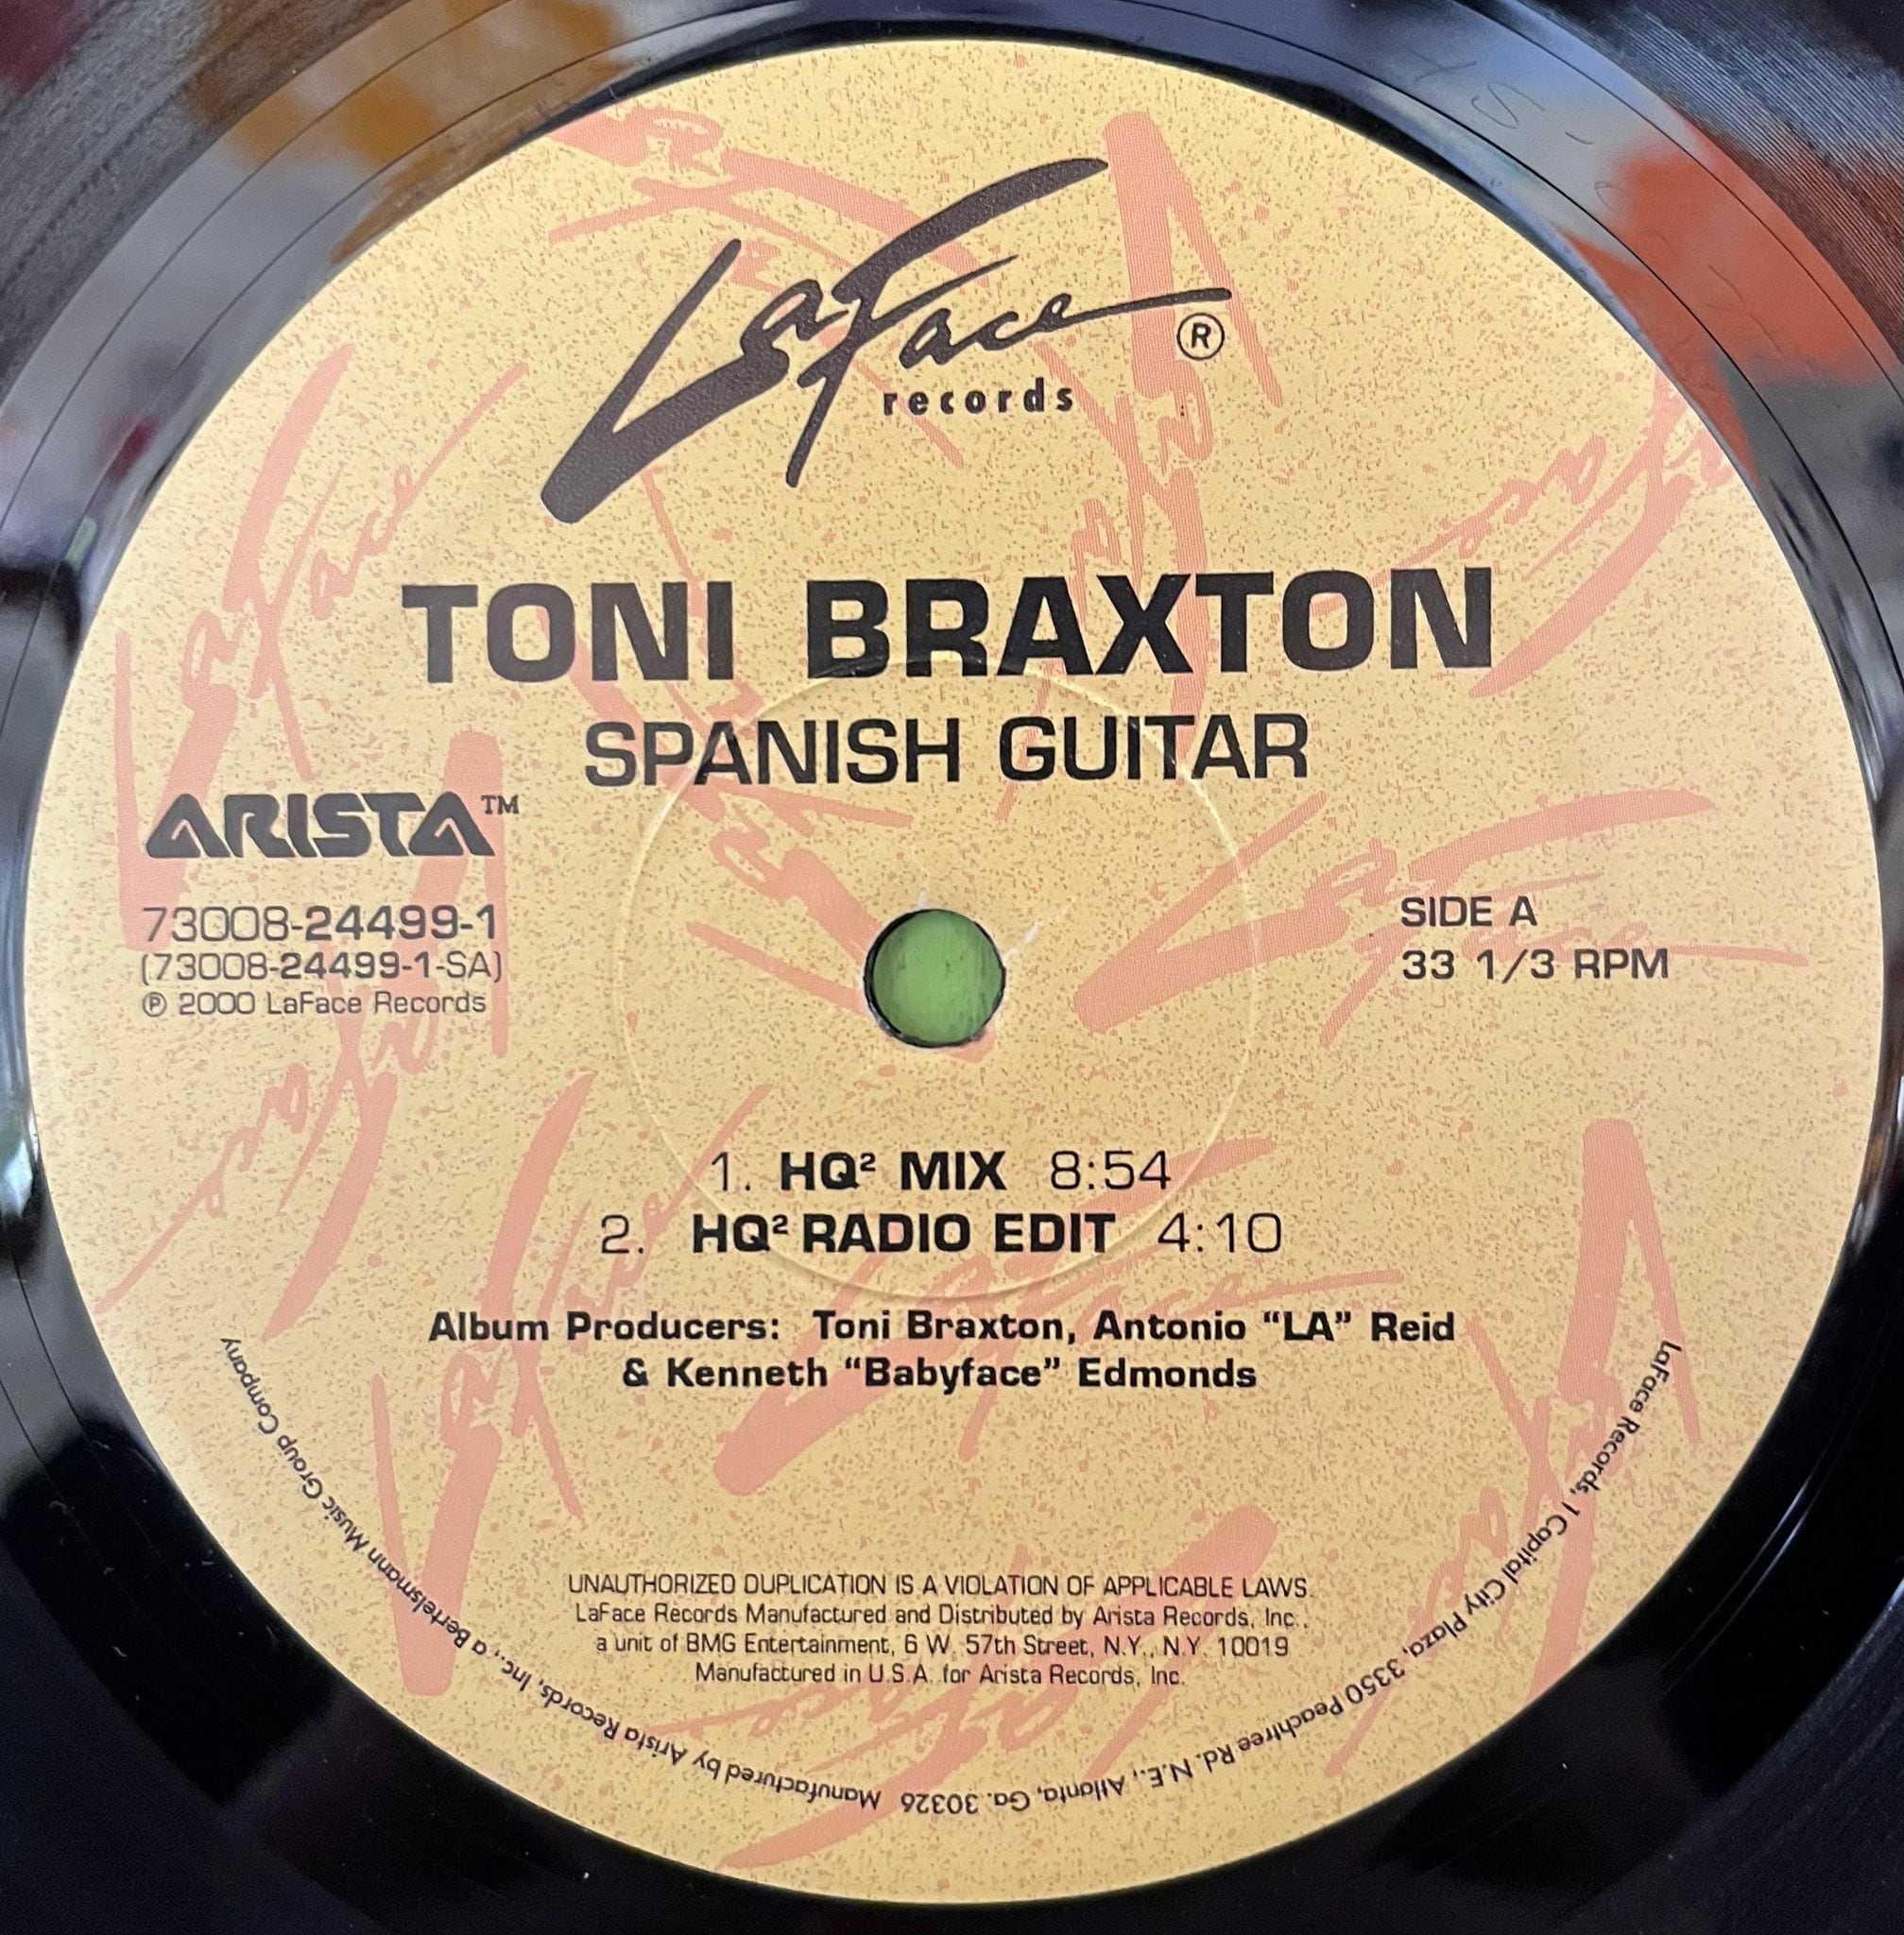 LaFace
®
records
TONI BRAXTON
SPANISH GUITAR
ARISTA™
73008-24499-1
(73008-24499-1-SA)
℗ 2000 LaFace Records
SIDE A
33 1/3 RPM
1. HQ² MIX 8:54
2. HQ² RADIO EDIT 4:10
Album Producers: Toni Braxton, Antonio “LA” Reid
& Kenneth “Babyface” Edmonds
UNAUTHORIZED DUPLICATION IS A VIOLATION OF APPLICABLE LAWS.
LaFace Records Manufactured and Distributed by Arista Records, Inc.,
a unit of BMG Entertainment, 6 W. 57th Street, N.Y., N.Y. 10019
Manufactured in U.S.A. for Arista Records, Inc.
LaFace Records, 1 Capital City Plaza, 3350 Peachtree Rd. N.E., Atlanta, Ga. 30326 Manufactured by Arista Records, Inc., a Bertelsmann Music Group Company